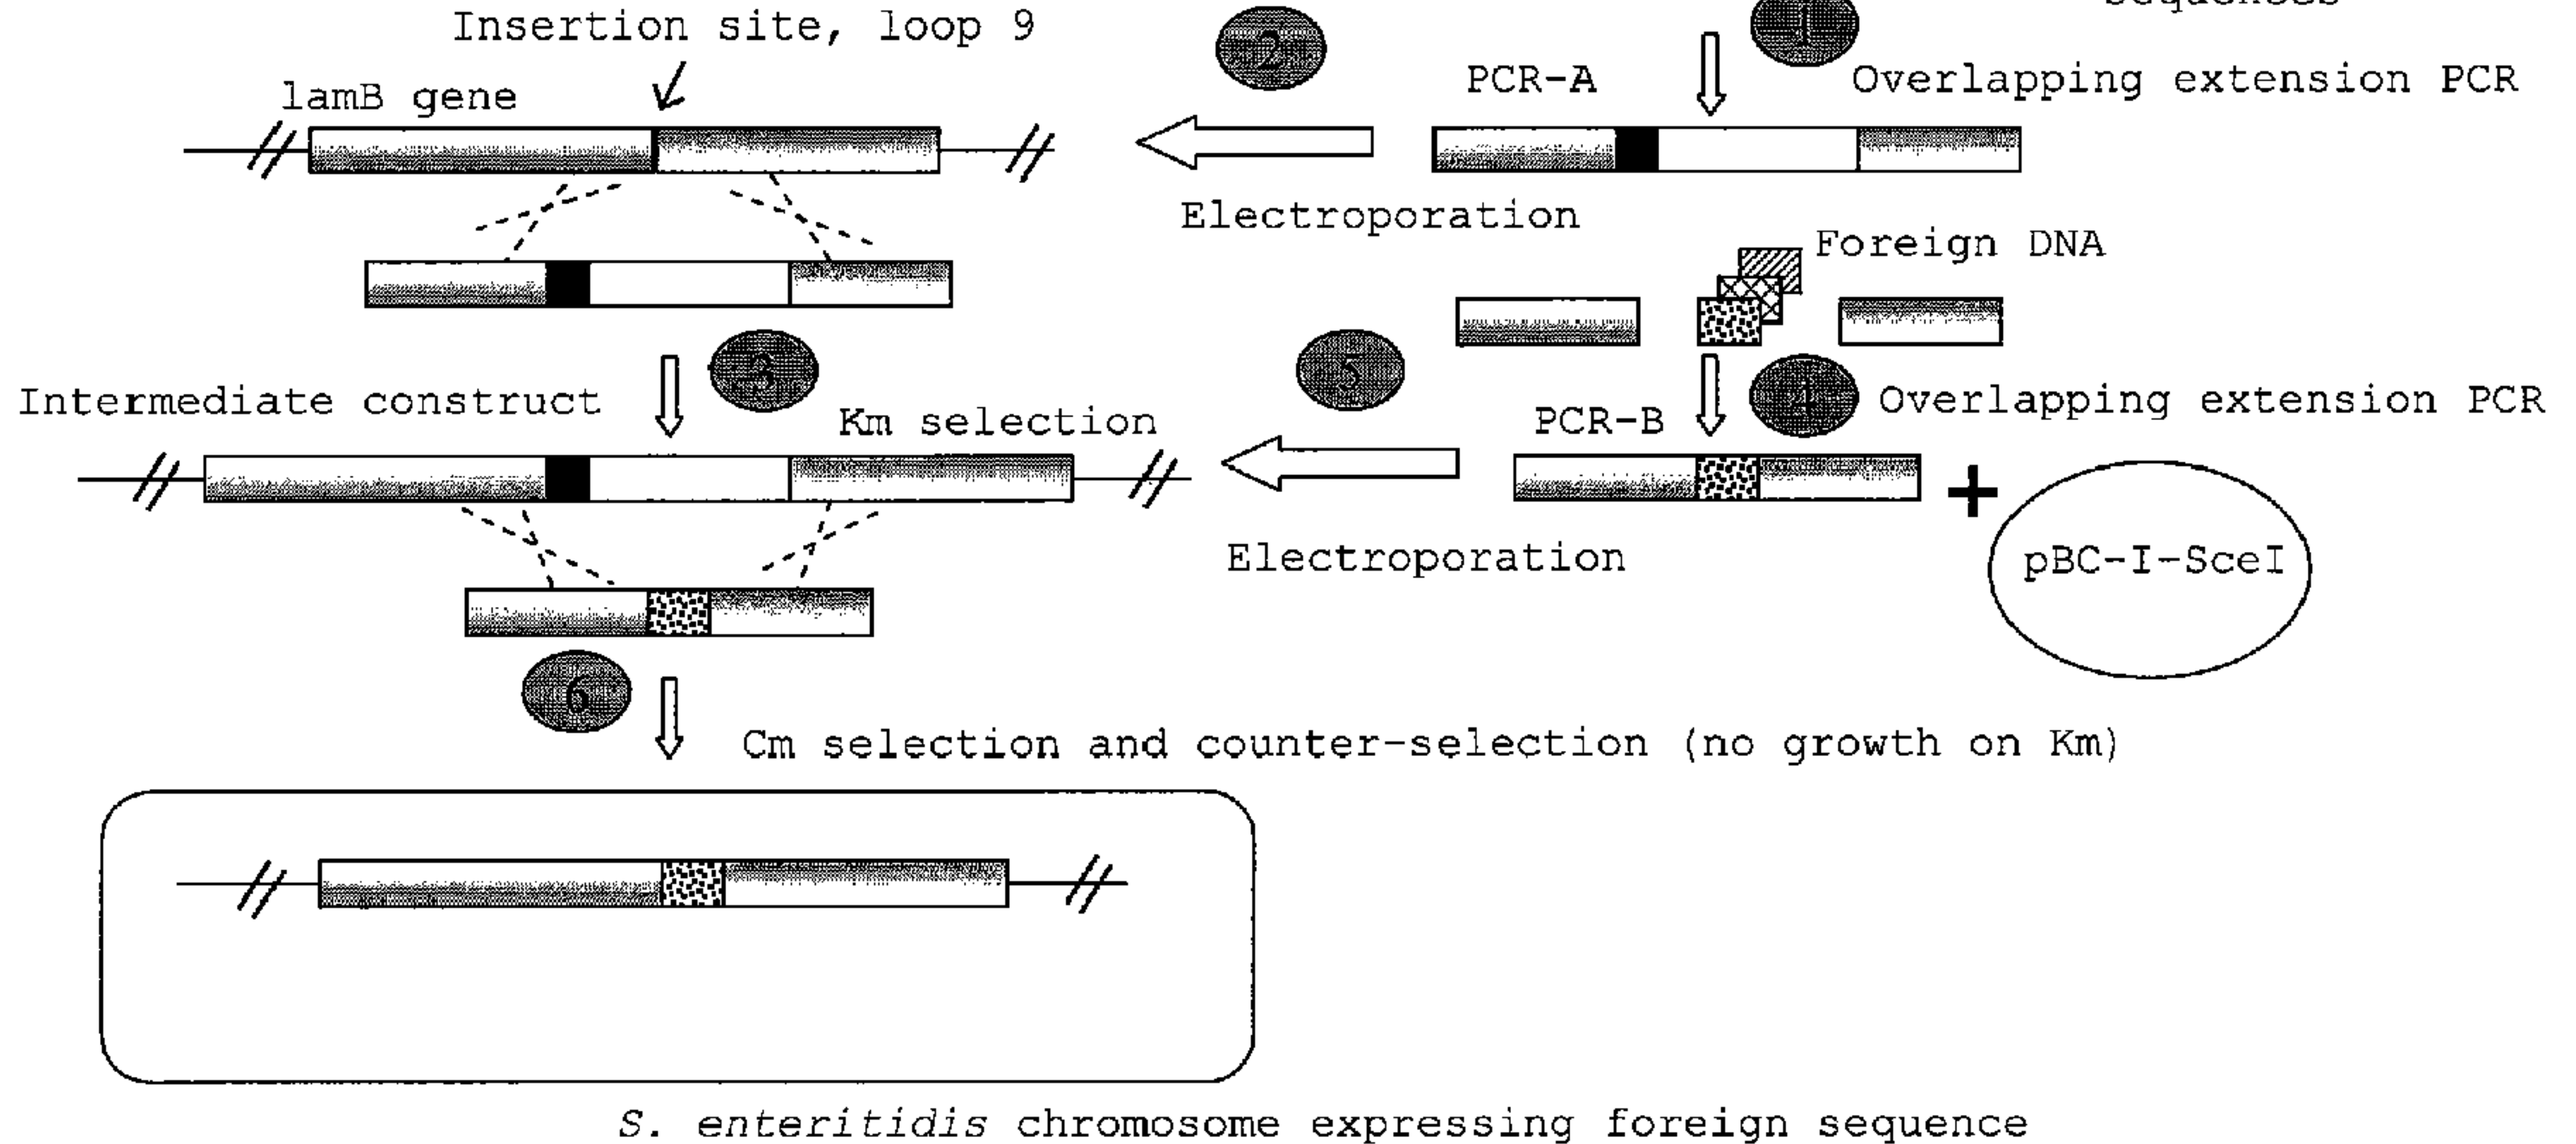 sequences
1
Insertion site, loop 9
2
PCR-A
Overlapping extension PCR
lamB gene
Electroporation
Foreign DNA
3
5
4
Intermediate construct
Km selection
PCR-B
Overlapping extension PCR
Electroporation
pBC-I-SceI
6
Cm selection and counter-selection (no growth on Km)
S. enteritidis chromosome expressing foreign sequence